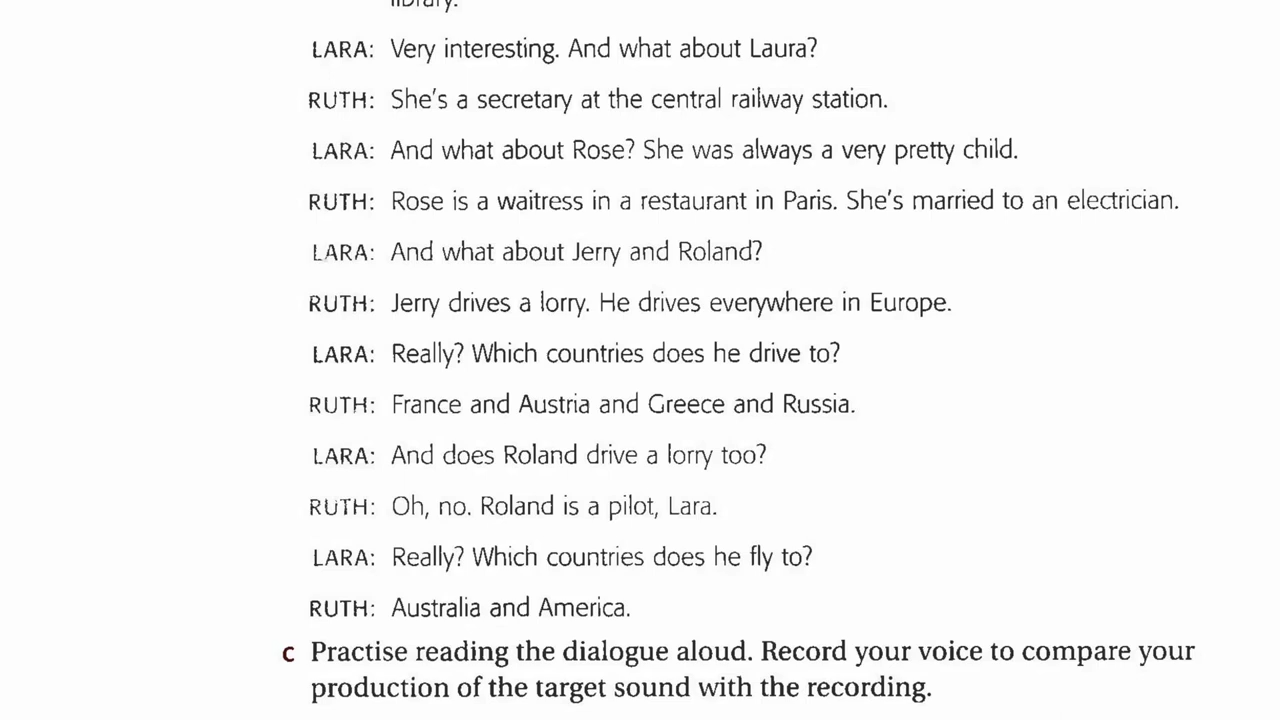 library.
LARA: Very interesting. And what about Laura?
RUTH: She's a secretary at the central railway station.
LARA: And what about Rose? She was always a very pretty child.
RUTH: Rose is a waitress in a restaurant in Paris. She's married to an electrician.
LARA: And what about Jerry and Roland?
RUTH: Jerry drives a lorry. He drives everywhere in Europe.
LARA: Really? Which countries does he drive to?
RUTH: France and Austria and Greece and Russia.
LARA: And does Roland drive a lorry too?
RUTH: Oh, no. Roland is a pilot, Lara.
LARA: Really? Which countries does he fly to?
RUTH: Australia and America.
c Practise reading the dialogue aloud. Record your voice to compare your
production of the target sound with the recording.